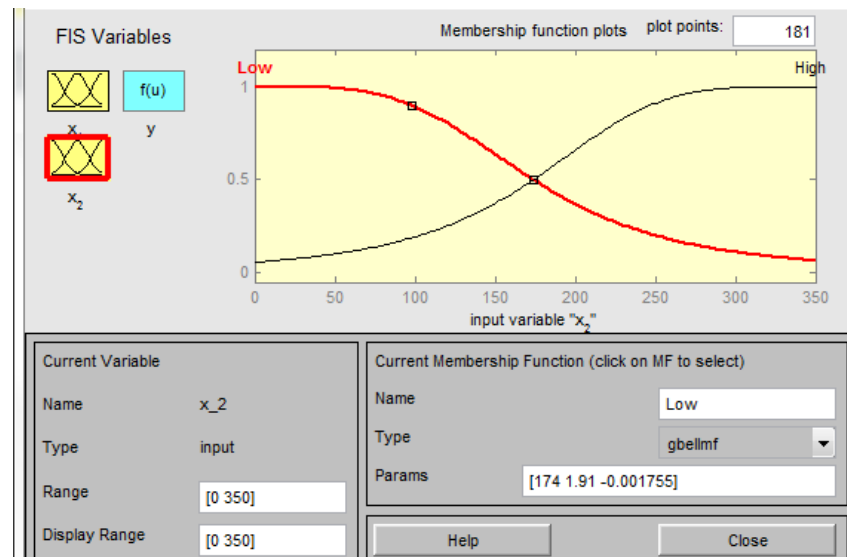 FIS Variables
Membership function plots plot points: 181
f(u)
x_1 y
x_2
Low High
1
0.5
0
0 50 100 150 200 250 300 350
input variable "x_2"
Current Variable
Name x_2
Type input
Range [0 350]
Display Range [0 350]
Current Membership Function (click on MF to select)
Name Low
Type gbellmf
Params [174 1.91 -0.001755]
Help Close